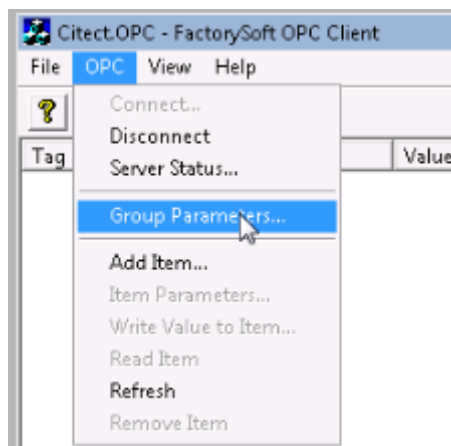 Citect.OPC - FactorySoft OPC Client
File OPC View Help
Connect...
Disconnect
Tag Value
Server Status...
Group Parameters...
Add Item...
Item Parameters...
Write Value to Item...
Read Item
Refresh
Remove Item